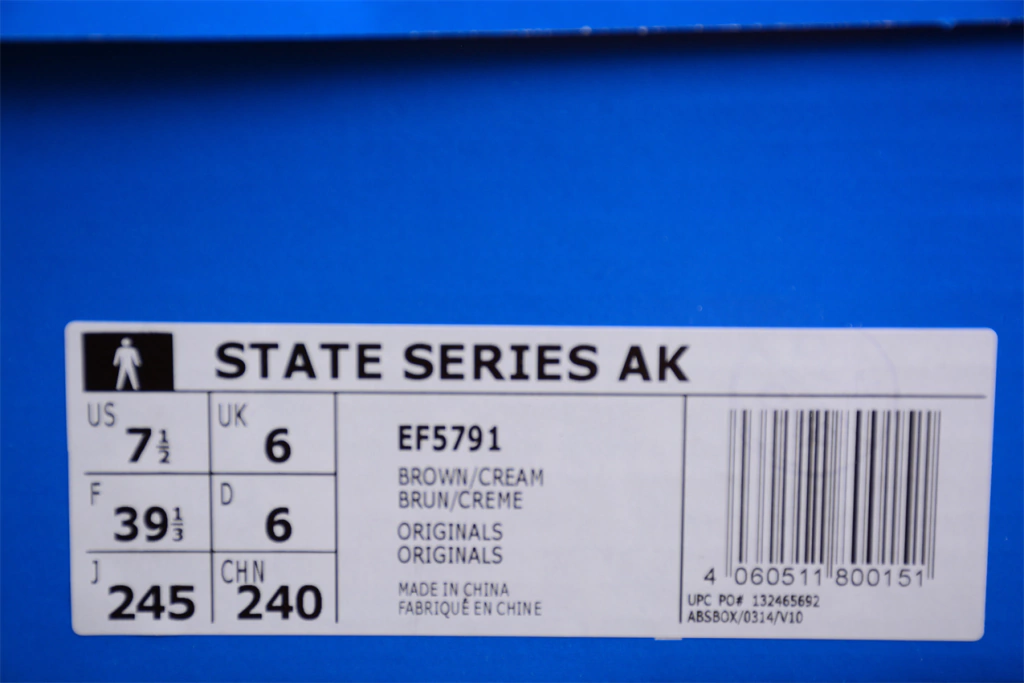 STATE SERIES AK
US 7½ UK 6
F 39⅓ D 6
J 245 CHN 240
EF5791
BROWN/CREAM
BRUN/CREME
ORIGINALS
ORIGINALS
MADE IN CHINA
FABRIQUÉ EN CHINE
4 060511 800151
UPC PO# 132465692
ABSBOX/0314/V10